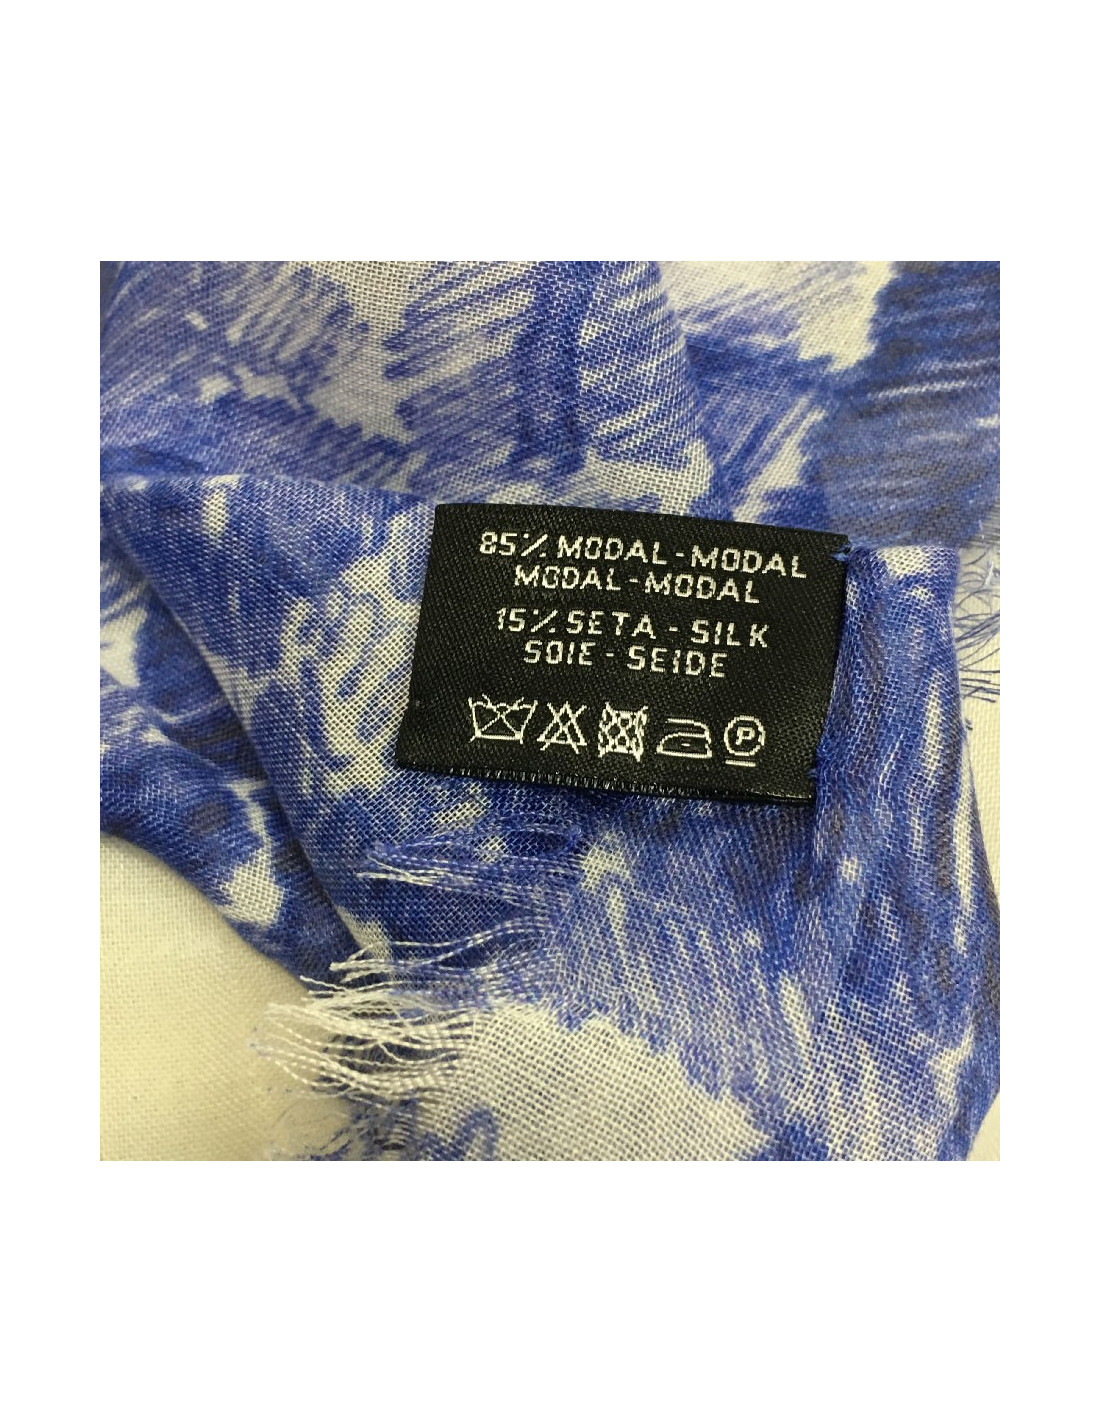 85% MODAL - MODAL
MODAL - MODAL
15% SETA - SILK
SOIE - SEIDE
P